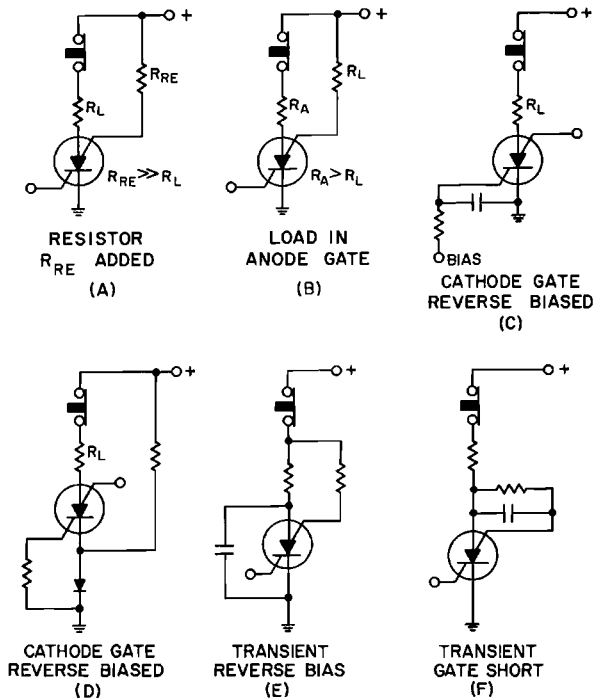 +
R_RE
R_L
R_RE ≫ R_L
RESISTOR
R_RE ADDED
(A)
+
R_L
R_A
R_A > R_L
LOAD IN
ANODE GATE
(B)
+
R_L
BIAS
CATHODE GATE
REVERSE BIASED
(C)
+
R_L
CATHODE GATE
REVERSE BIASED
(D)
+
TRANSIENT
REVERSE BIAS
(E)
+
TRANSIENT
GATE SHORT
(F)